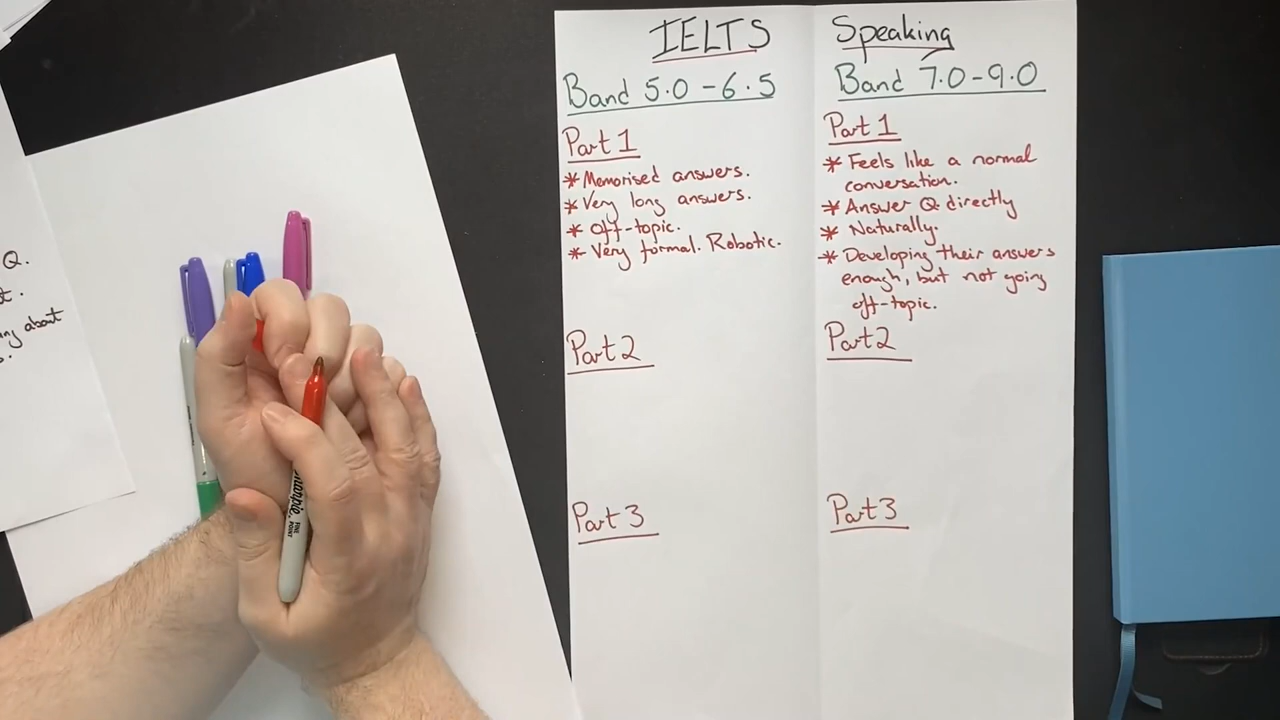 IELTS Speaking
Band 5.0 - 6.5
Part 1
* Memorised answers.
* Very long answers.
* Off-topic.
* Very formal. Robotic.
Part 2
Part 3
Band 7.0 - 9.0
Part 1
* Feels like a normal
conversation.
* Answer Q directly
* Naturally.
* Developing their answers
enough, but not going
off-topic.
Part 2
Part 3
Q.
about
Sharpie.
FINE POINT